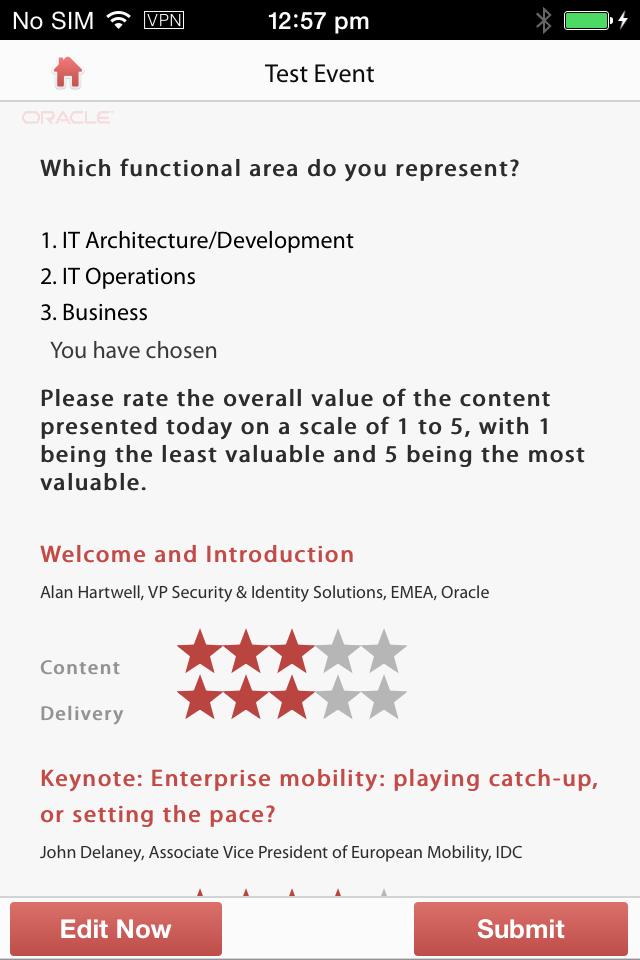 No SIM VPN 12:57 pm
Test Event
ORACLE
Which functional area do you represent?
1. IT Architecture/Development
2. IT Operations
3. Business
You have chosen
Please rate the overall value of the content
presented today on a scale of 1 to 5, with 1
being the least valuable and 5 being the most
valuable.
Welcome and Introduction
Alan Hartwell, VP Security & Identity Solutions, EMEA, Oracle
Content
Delivery
Keynote: Enterprise mobility: playing catch-up,
or setting the pace?
John Delaney, Associate Vice President of European Mobility, IDC
Edit Now Submit